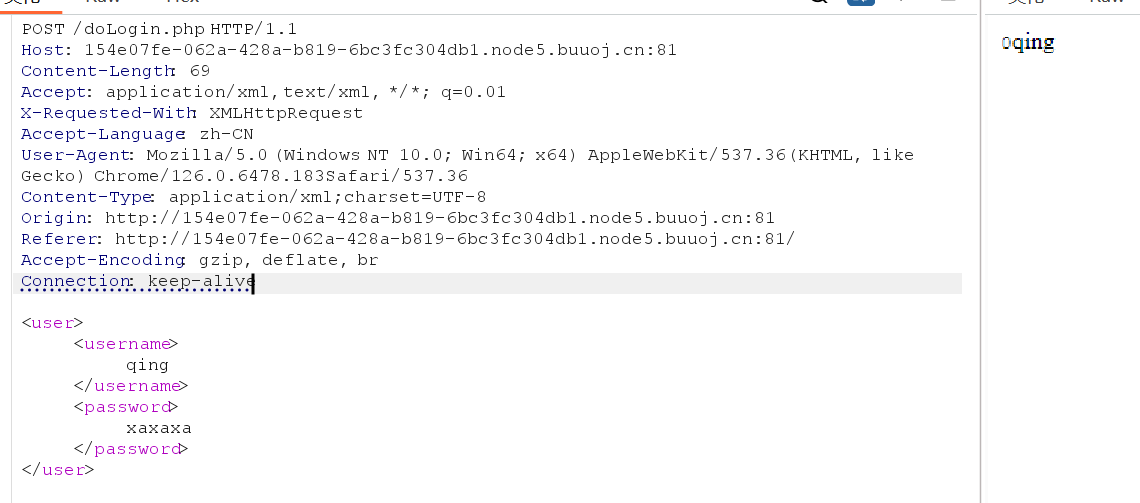 POST /doLogin.php HTTP/1.1
Host: 154e07fe-062a-428a-b819-6bc3fc304db1.node5.buuoj.cn:81
Content-Length: 69
Accept: application/xml,text/xml, */*; q=0.01
X-Requested-With: XMLHttpRequest
Accept-Language: zh-CN
User-Agent: Mozilla/5.0 (Windows NT 10.0; Win64; x64) AppleWebKit/537.36(KHTML, like
Gecko) Chrome/126.0.6478.183Safari/537.36
Content-Type: application/xml;charset=UTF-8
Origin: http://154e07fe-062a-428a-b819-6bc3fc304db1.node5.buuoj.cn:81
Referer: http://154e07fe-062a-428a-b819-6bc3fc304db1.node5.buuoj.cn:81/
Accept-Encoding: gzip, deflate, br
Connection: keep-alive
<user>
<username>
qing
</username>
<password>
xaxaxa
</password>
</user>
0qing